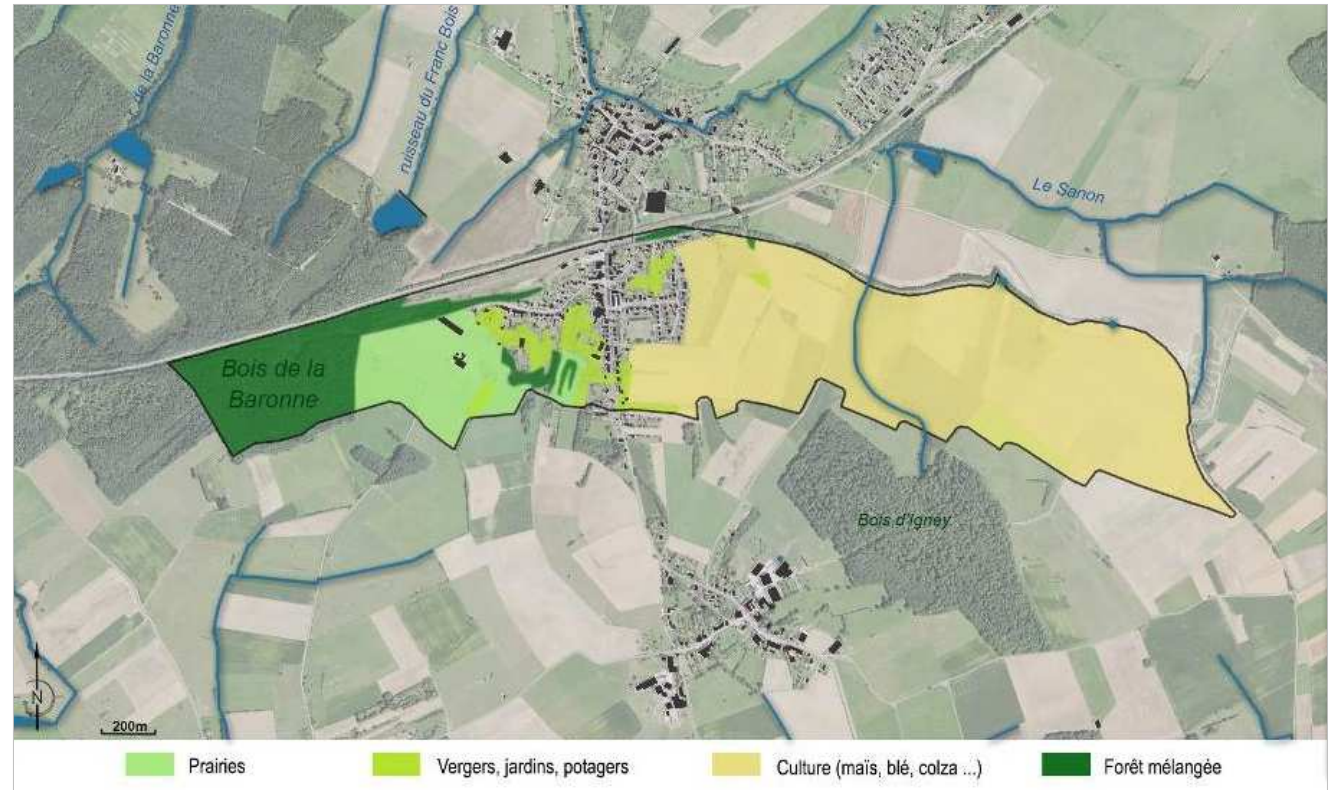 de la Baronne
ruisseau du Franc Bois
Le Sanon
Bois de la
Baronne
Bois d'Igney
N
200m
Prairies
Vergers, jardins, potagers
Culture (maïs, blé, colza ...)
Forêt mélangée